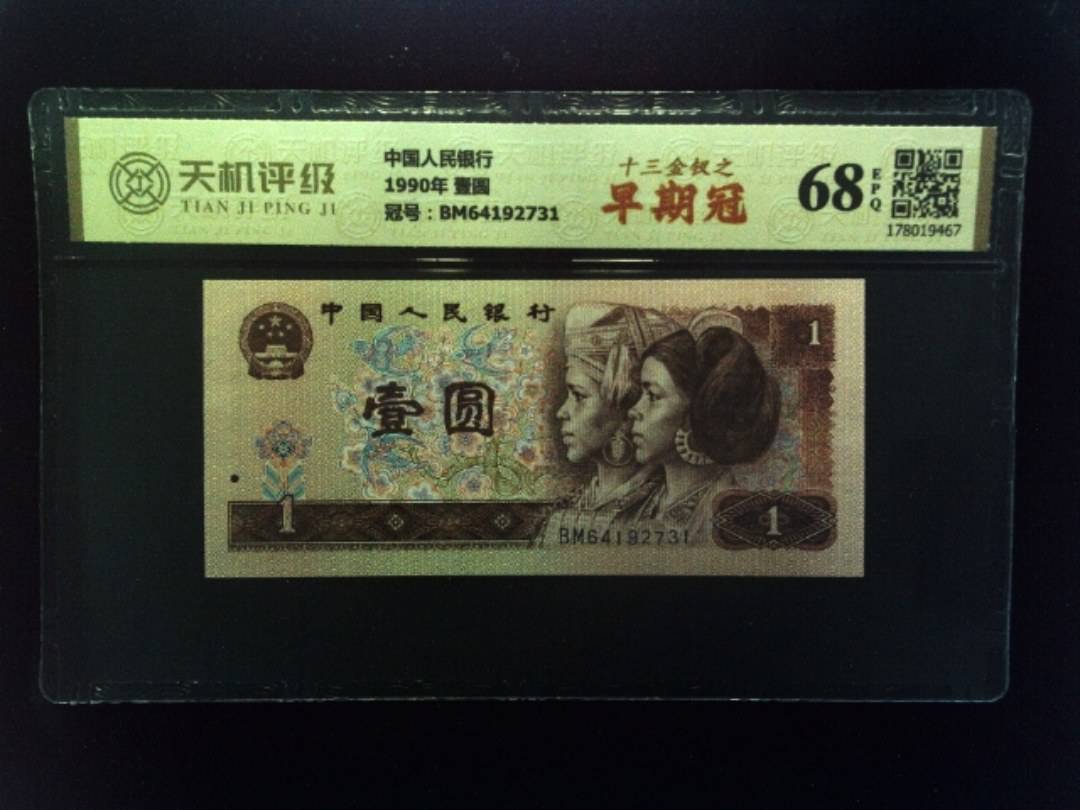 天机评级
TIAN JI PING JI
中国人民银行
1990年 壹圆
冠号：BM64192731
十三金钗之
早期冠
68
EPQ
178019467
中國人民銀行
1
壹圆
1
BM64192731
1